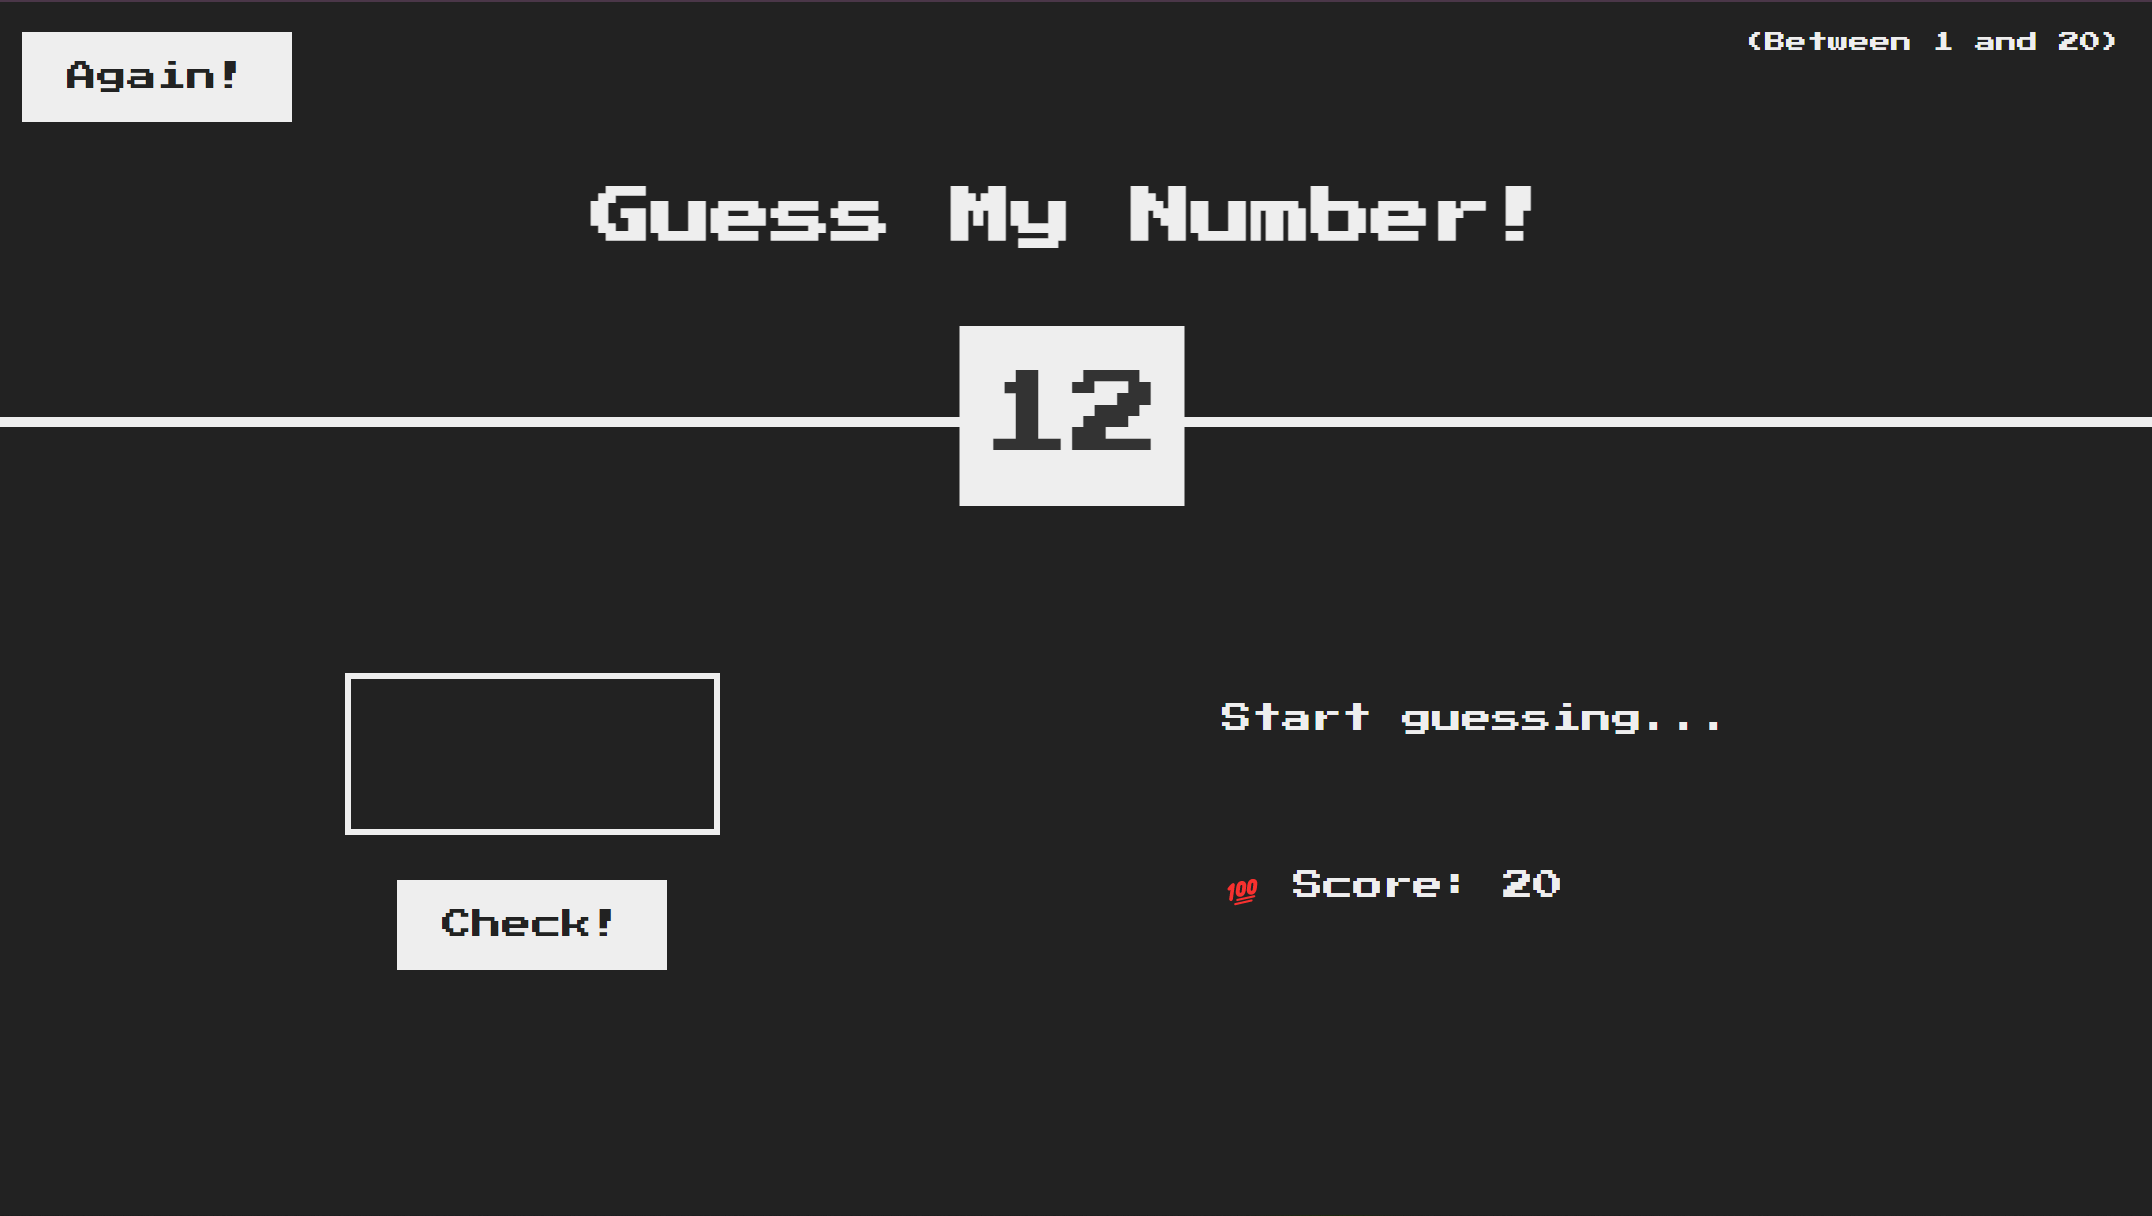 Again!
(Between 1 and 20)
Guess My Number!
12
Start guessing...
💯 Score: 20
Check!